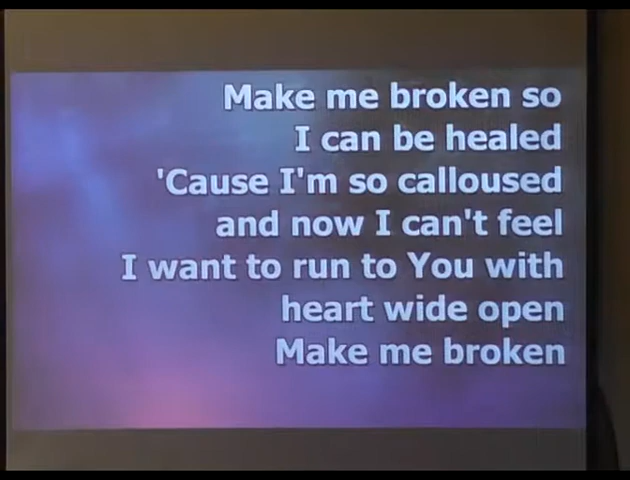 Make me broken so
I can be healed
'Cause I'm so calloused
and now I can't feel
I want to run to You with
heart wide open
Make me broken